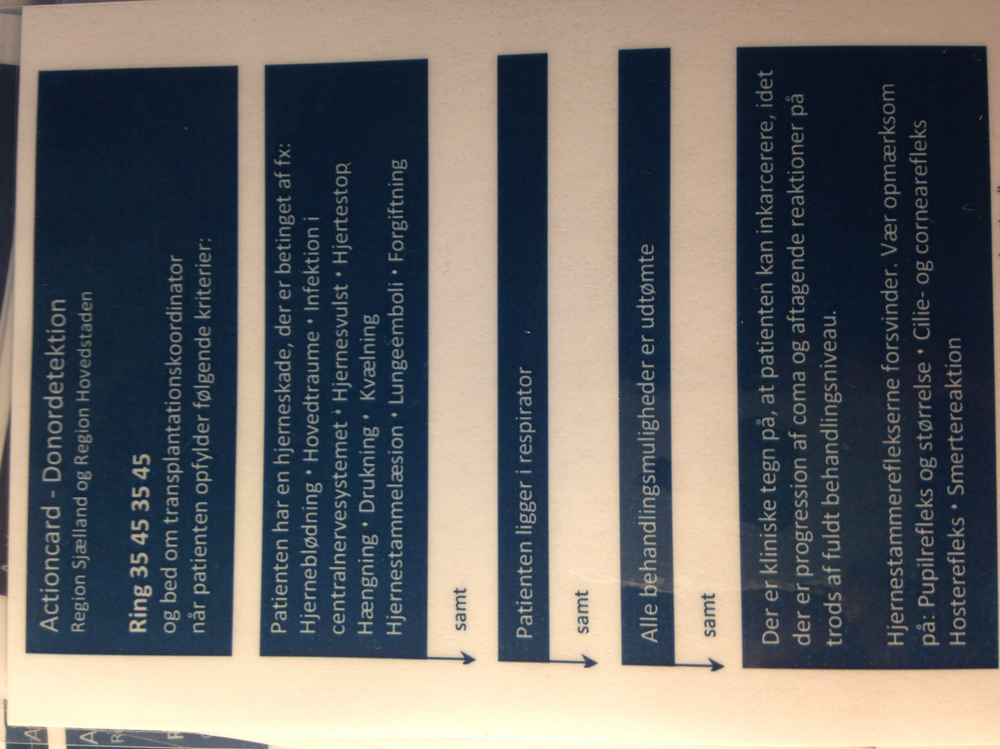 Actioncard - Donordetektion
Region Sjælland og Region Hovedstaden
Ring 35 45 35 45
og bed om transplantationskoordinator
når patienten opfylder følgende kriterier:
Patienten har en hjerneskade, der er betinget af fx:
Hjerneblødning • Hovedtraume • Infektion i
centralnervesystemet • Hjernesvulst • Hjertestop
Hængning • Drukning • Kvælning
Hjernestammelæsion • Lungeemboli • Forgiftning
samt
Patienten ligger i respirator
samt
Alle behandlingsmuligheder er udtømte
samt
Der er kliniske tegn på, at patienten kan inkarcerere, idet
der er progression af coma og aftagende reaktioner på
trods af fuldt behandlingsniveau.
Hjernestammereflekserne forsvinder. Vær opmærksom
på: Pupilrefleks og størrelse • Cilie- og cornearefleks
Hosterefleks • Smertereaktion